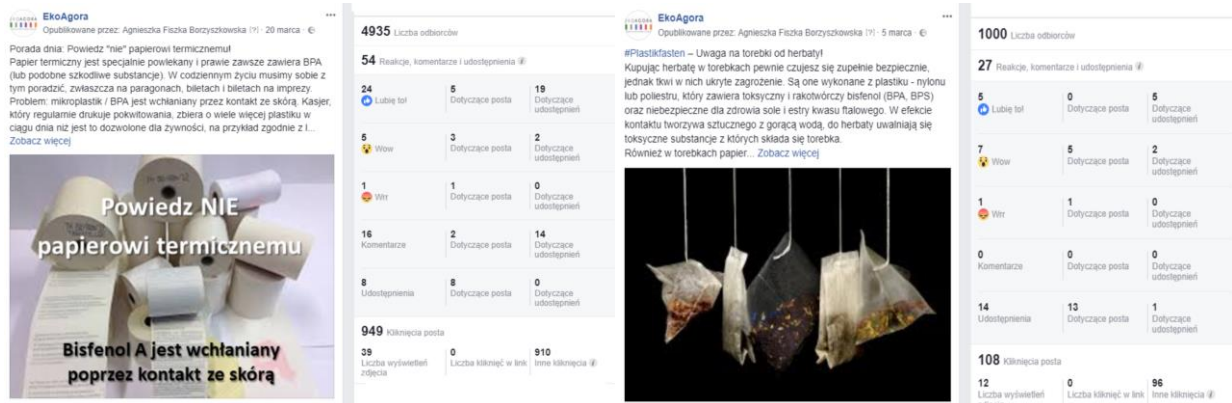 EkoAgora
Opublikowane przez: Agnieszka Fiszka Borzyszkowska [?] · 20 marca ·
Porada dnia: Powiedz "nie" papierowi termicznemu!
Papier termiczny jest specjalnie powlekany i prawie zawsze zawiera BPA
(lub podobne szkodliwe substancje). W codziennym życiu musimy sobie z
tym poradzić, zwłaszcza na paragonach, biletach i biletach na imprezy.
Problem: mikroplastik / BPA jest wchłaniany przez kontakt ze skórą. Kasjer,
który regularnie drukuje pokwitowania, zbiera o wiele więcej plastiku w
ciągu dnia niż jest to dozwolone dla żywności, na przykład zgodnie z l...
Zobacz więcej
Powiedz NIE
papierowi termicznemu
Bisfenol A jest wchłaniany
poprzez kontakt ze skórą
4935 Liczba odbiorców
54 Reakcje, komentarze i udostępnienia
24 5 19
Lubię to! Dotyczące posta Dotyczące
udostępnień
5 3 2
Wow Dotyczące posta Dotyczące
udostępnień
1 1 0
Wrr Dotyczące posta Dotyczące
udostępnień
16 2 14
Komentarze Dotyczące posta Dotyczące
udostępnień
8 8 0
Udostępnienia Dotyczące posta Dotyczące
udostępnień
949 Kliknięcia posta
39 0 910
Liczba wyświetleń Liczba kliknięć w link Inne kliknięcia
zdjęcia
EkoAgora
Opublikowane przez: Agnieszka Fiszka Borzyszkowska [?] · 5 marca ·
#Plastikfasten – Uwaga na torebki od herbaty!
Kupując herbatę w torebkach pewnie czujesz się zupełnie bezpiecznie,
jednak tkwi w nich ukryte zagrożenie. Są one wykonane z plastiku - nylonu
lub poliestru, który zawiera toksyczny i rakotwórczy bisfenol (BPA, BPS)
oraz niebezpieczne dla zdrowia sole i estry kwasu ftalowego. W efekcie
kontaktu tworzywa sztucznego z gorącą wodą, do herbaty uwalniają się
toksyczne substancje z których składa się torebka.
Również w torebkach papier... Zobacz więcej
1000 Liczba odbiorców
27 Reakcje, komentarze i udostępnienia
5 0 5
Lubię to! Dotyczące posta Dotyczące
udostępnień
7 5 2
Wow Dotyczące posta Dotyczące
udostępnień
1 1 0
Wrr Dotyczące posta Dotyczące
udostępnień
0 0 0
Komentarze Dotyczące posta Dotyczące
udostępnień
14 13 1
Udostępnienia Dotyczące posta Dotyczące
udostępnień
108 Kliknięcia posta
12 0 96
Liczba wyświetleń Liczba kliknięć w link Inne kliknięcia